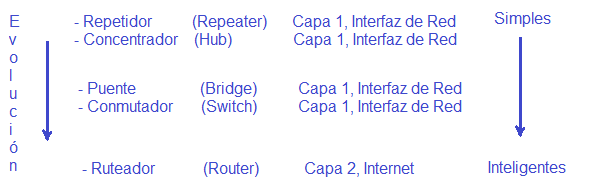 Evolución
- Repetidor (Repeater) Capa 1, Interfaz de Red Simples
- Concentrador (Hub) Capa 1, Interfaz de Red
- Puente (Bridge) Capa 1, Interfaz de Red
- Conmutador (Switch) Capa 1, Interfaz de Red
- Ruteador (Router) Capa 2, Internet Inteligentes